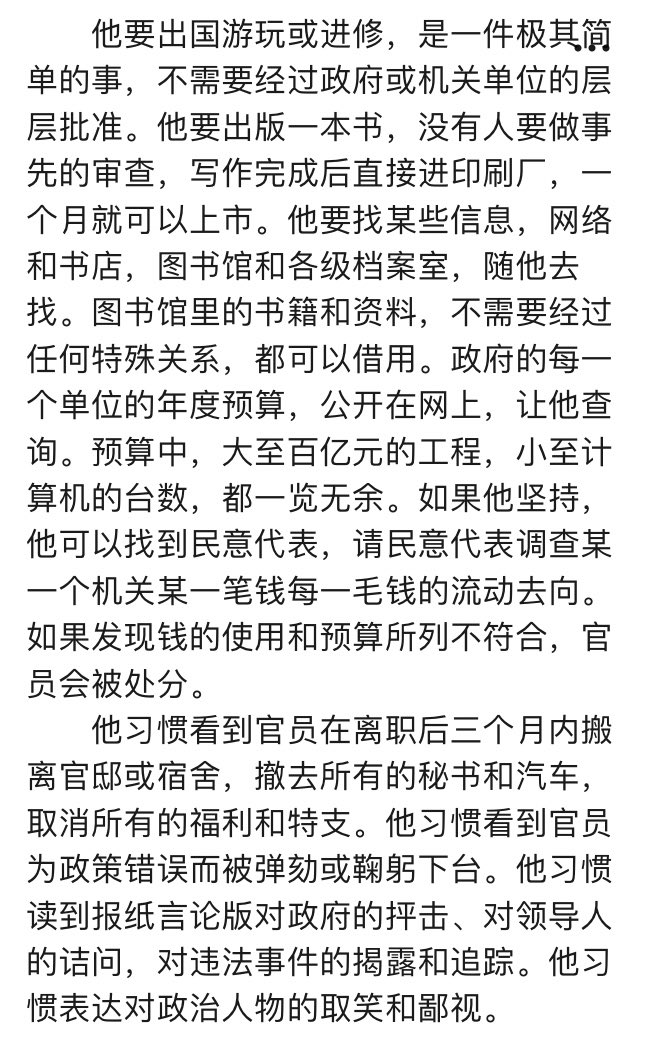 他要出国游玩或进修，是一件极其简
单的事，不需要经过政府或机关单位的层
层批准。他要出版一本书，没有人要做事
先的审查，写作完成后直接进印刷厂，一
个月就可以上市。他要找某些信息，网络
和书店，图书馆和各级档案室，随他去
找。图书馆里的书籍和资料，不需要经过
任何特殊关系，都可以借用。政府的每一
个单位的年度预算，公开在网上，让他查
询。预算中，大至百亿元的工程，小至计
算机的台数，都一览无余。如果他坚持，
他可以找到民意代表，请民意代表调查某
一个机关某一笔钱每一毛钱的流动去向。
如果发现钱的使用和预算所列不符合，官
员会被处分。
他习惯看到官员在离职后三个月内搬
离官邸或宿舍，撤去所有的秘书和汽车，
取消所有的福利和特支。他习惯看到官员
为政策错误而被弹劾或鞠躬下台。他习惯
读到报纸言论版对政府的抨击、对领导人
的诘问，对违法事件的揭露和追踪。他习
惯表达对政治人物的取笑和鄙视。